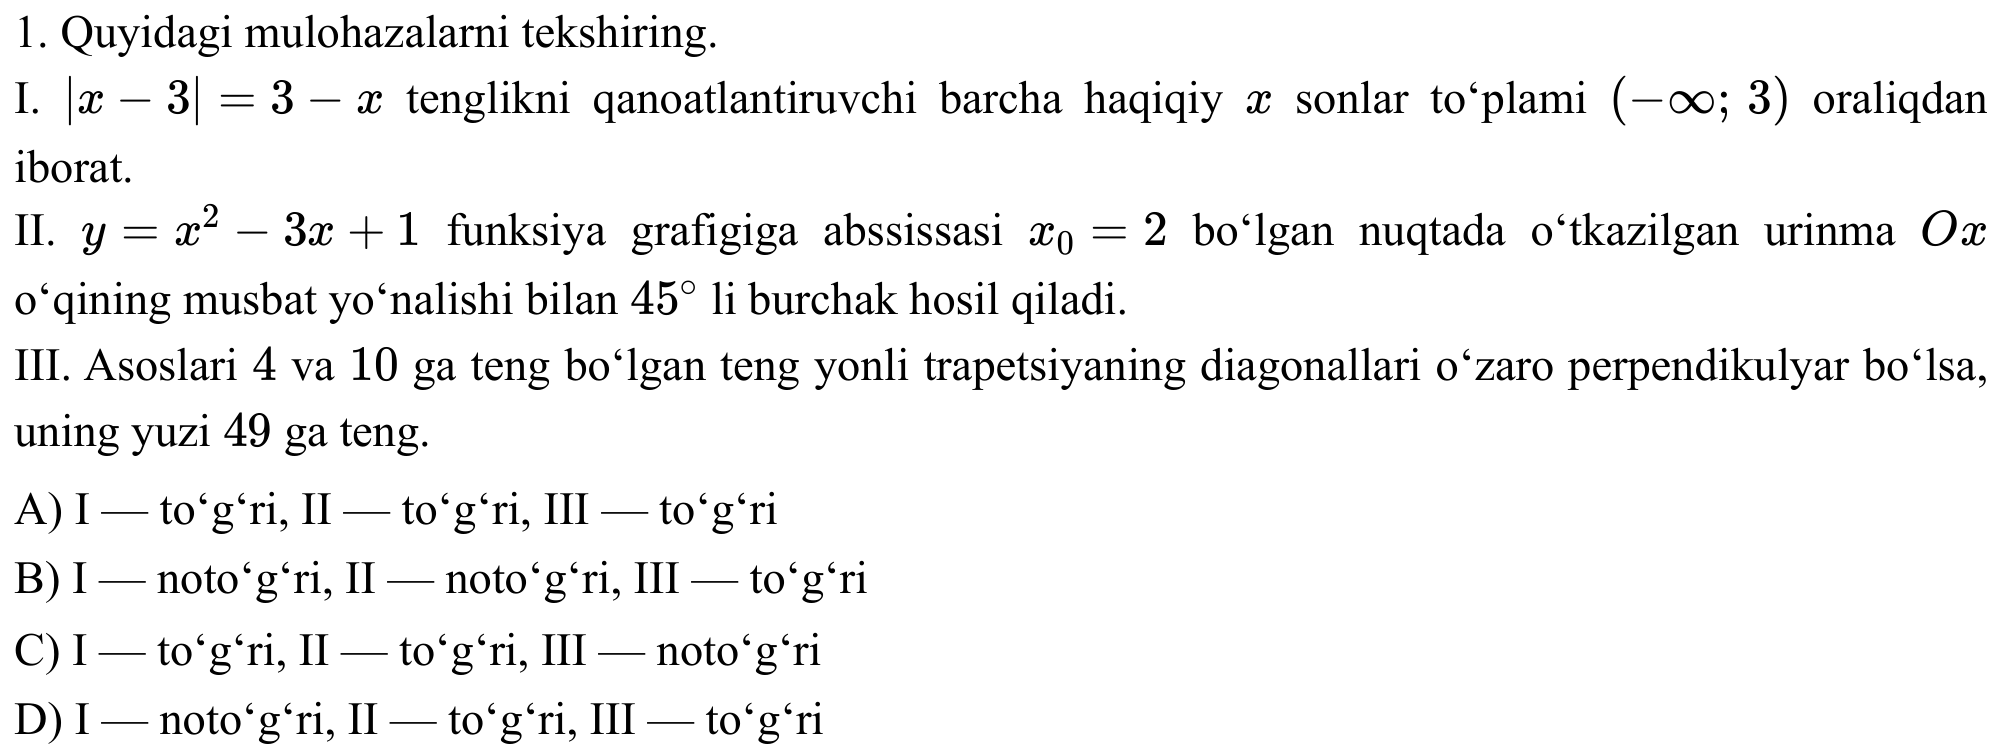 1. Quyidagi mulohazalarni tekshiring.
I. |x − 3| = 3 − x tenglikni qanoatlantiruvchi barcha haqiqiy x sonlar to‘plami (−∞; 3) oraliqdan
iborat.
II. y = x² − 3x + 1 funksiya grafigiga abssissasi x₀ = 2 bo‘lgan nuqtada o‘tkazilgan urinma Ox
o‘qining musbat yo‘nalishi bilan 45° li burchak hosil qiladi.
III. Asoslari 4 va 10 ga teng bo‘lgan teng yonli trapetsiyaning diagonallari o‘zaro perpendikulyar bo‘lsa,
uning yuzi 49 ga teng.
A) I — to‘g‘ri, II — to‘g‘ri, III — to‘g‘ri
B) I — noto‘g‘ri, II — noto‘g‘ri, III — to‘g‘ri
C) I — to‘g‘ri, II — to‘g‘ri, III — noto‘g‘ri
D) I — noto‘g‘ri, II — to‘g‘ri, III — to‘g‘ri